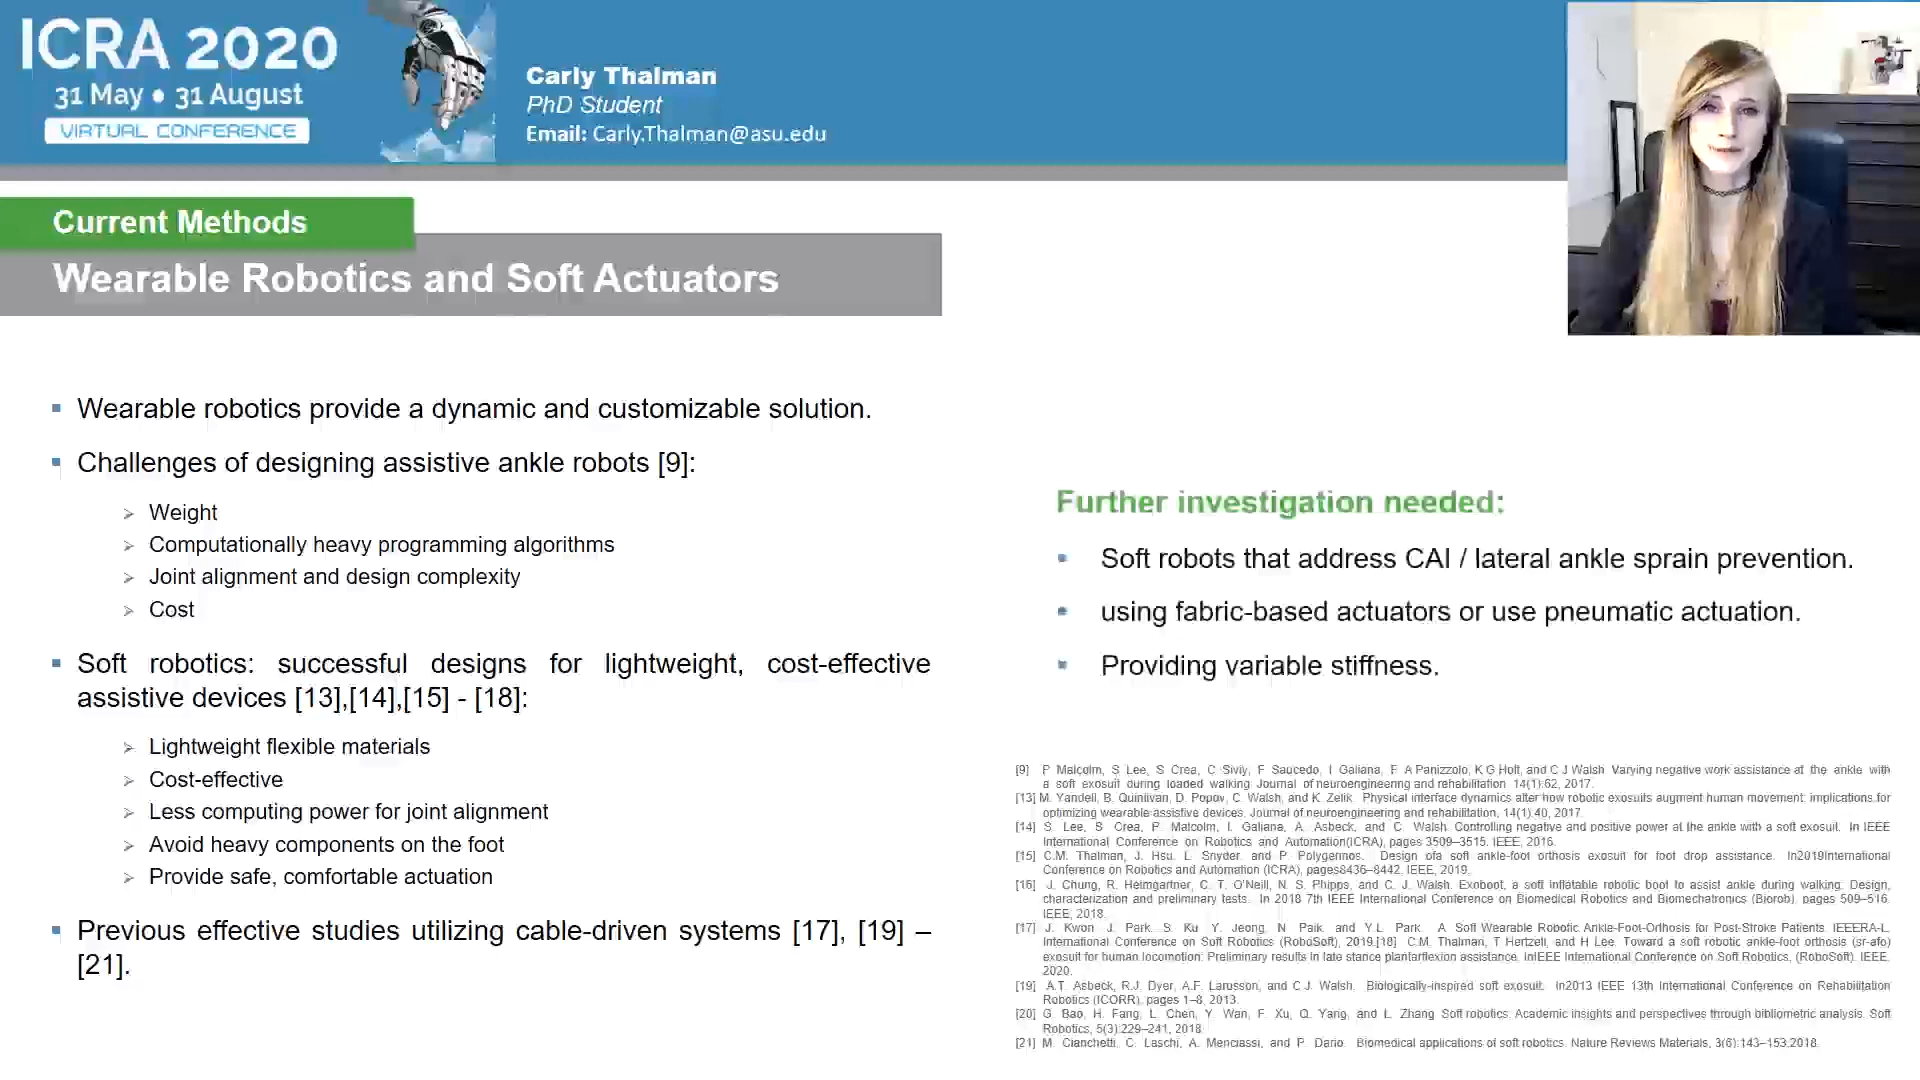 ICRA 2020
31 May • 31 August
VIRTUAL CONFERENCE
Carly Thalman
PhD Student
Email: Carly.Thalman@asu.edu
Current Methods
Wearable Robotics and Soft Actuators
▪ Wearable robotics provide a dynamic and customizable solution.
▪ Challenges of designing assistive ankle robots [9]:
➢ Weight
➢ Computationally heavy programming algorithms
➢ Joint alignment and design complexity
➢ Cost
▪ Soft robotics: successful designs for lightweight, cost-effective
assistive devices [13],[14],[15] - [18]:
➢ Lightweight flexible materials
➢ Cost-effective
➢ Less computing power for joint alignment
➢ Avoid heavy components on the foot
➢ Provide safe, comfortable actuation
▪ Previous effective studies utilizing cable-driven systems [17], [19] –
[21].
Further investigation needed:
▪ Soft robots that address CAI / lateral ankle sprain prevention.
▪ using fabric-based actuators or use pneumatic actuation.
▪ Providing variable stiffness.
[9] P. Malcolm, S. Lee, S. Crea, C. Siviy, F. Saucedo, I. Galiana, F. A Panizzolo, K.G Holt, and C.J Walsh. Varying negative work assistance at the ankle with
a soft exosuit during loaded walking. Journal of neuroengineering and rehabilitation. 14(1):62, 2017.
[13] M. Yandell, B. Quinlivan, D. Popov, C. Walsh, and K. Zelik. Physical interface dynamics alter how robotic exosuits augment human movement: implications for
optimizing wearable assistive devices. Journal of neuroengineering and rehabilitation, 14(1):40, 2017.
[14] S. Lee, S. Crea, P. Malcolm, I. Galiana, A. Asbeck, and C. Walsh. Controlling negative and positive power at the ankle with a soft exosuit. In IEEE
International Conference on Robotics and Automation(ICRA), pages 3509–3515. IEEE, 2016.
[15] C.M. Thalman, J. Hsu, L. Snyder, and P. Polygerinos. Design ofa soft ankle-foot orthosis exosuit for foot drop assistance. In2019International
Conference on Robotics and Automation (ICRA), pages8436–8442. IEEE, 2019.
[16] J. Chung, R. Heimgartner, C. T. O'Neill, N. S. Phipps, and C. J. Walsh. Exoboot, a soft inflatable robotic boot to assist ankle during walking: Design,
characterization and preliminary tests. In 2018 7th IEEE International Conference on Biomedical Robotics and Biomechatronics (Biorob), pages 509–516.
IEEE, 2018.
[17] J. Kwon, J. Park, S. Ku, Y. Jeong, N. Paik, and Y.L. Park. A Soft Wearable Robotic Ankle-Foot-Orthosis for Post-Stroke Patients. IEEERA-L.
International Conference on Soft Robotics (RoboSoft), 2019.[18] C.M. Thalman, T Hertzell, and H Lee. Toward a soft robotic ankle-foot orthosis (sr-afo)
exosuit for human locomotion: Preliminary results in late stance plantarflexion assistance. InIEEE International Conference on Soft Robotics, (RoboSoft). IEEE,
2020.
[19] A.T. Asbeck, R.J. Dyer, A.F. Larusson, and C.J. Walsh. Biologically-inspired soft exosuit. In2013 IEEE 13th International Conference on Rehabilitation
Robotics (ICORR), pages 1–8, 2013.
[20] G. Bao, H. Fang, L. Chen, Y. Wan, F. Xu, Q. Yang, and L. Zhang. Soft robotics: Academic insights and perspectives through bibliometric analysis. Soft
Robotics, 5(3):229–241, 2018
[21] M. Cianchetti, C. Laschi, A. Menciassi, and P. Dario. Biomedical applications of soft robotics. Nature Reviews Materials, 3(6):143–153,2018.